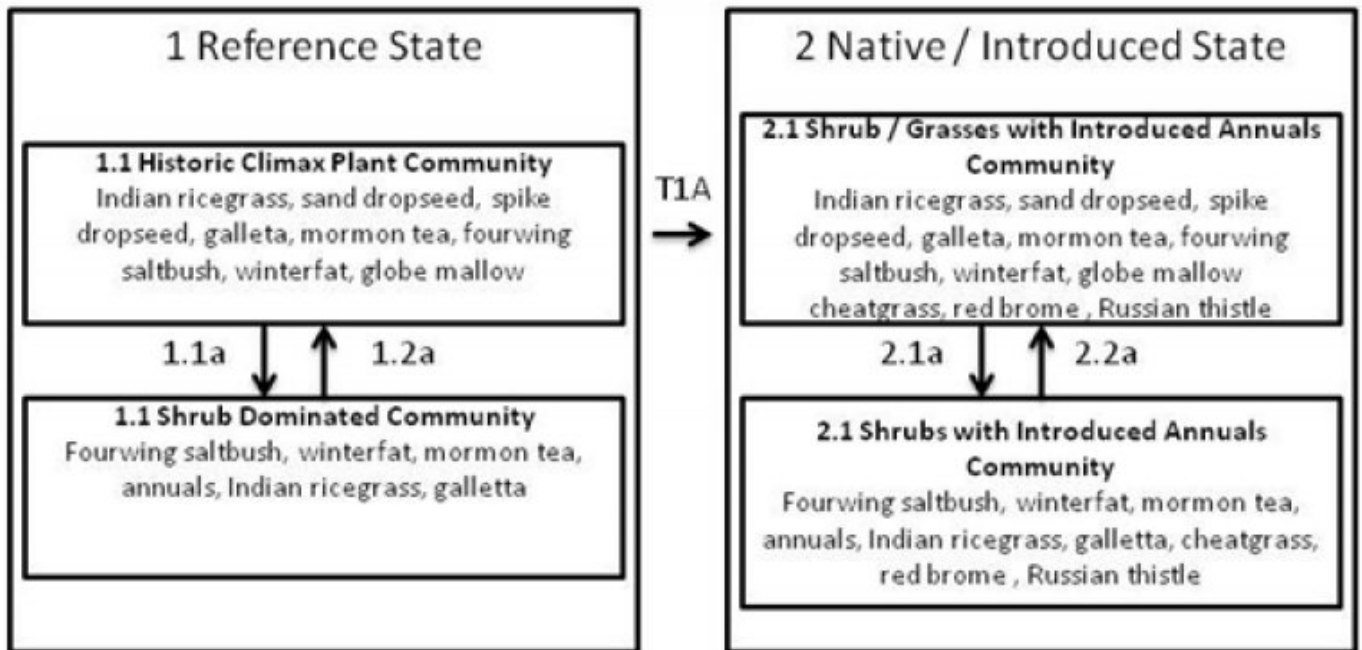 1 Reference State
1.1 Historic Climax Plant Community
Indian ricegrass, sand dropseed, spike
dropseed, galleta, mormon tea, fourwing
saltbush, winterfat, globe mallow
1.1a
1.2a
1.1 Shrub Dominated Community
Fourwing saltbush, winterfat, mormon tea,
annuals, Indian ricegrass, galletta
T1A
2 Native / Introduced State
2.1 Shrub / Grasses with Introduced Annuals
Community
Indian ricegrass, sand dropseed, spike
dropseed, galleta, mormon tea, fourwing
saltbush, winterfat, globe mallow
cheatgrass, red brome , Russian thistle
2.1a
2.2a
2.1 Shrubs with Introduced Annuals
Community
Fourwing saltbush, winterfat, mormon tea,
annuals, Indian ricegrass, galletta, cheatgrass,
red brome , Russian thistle